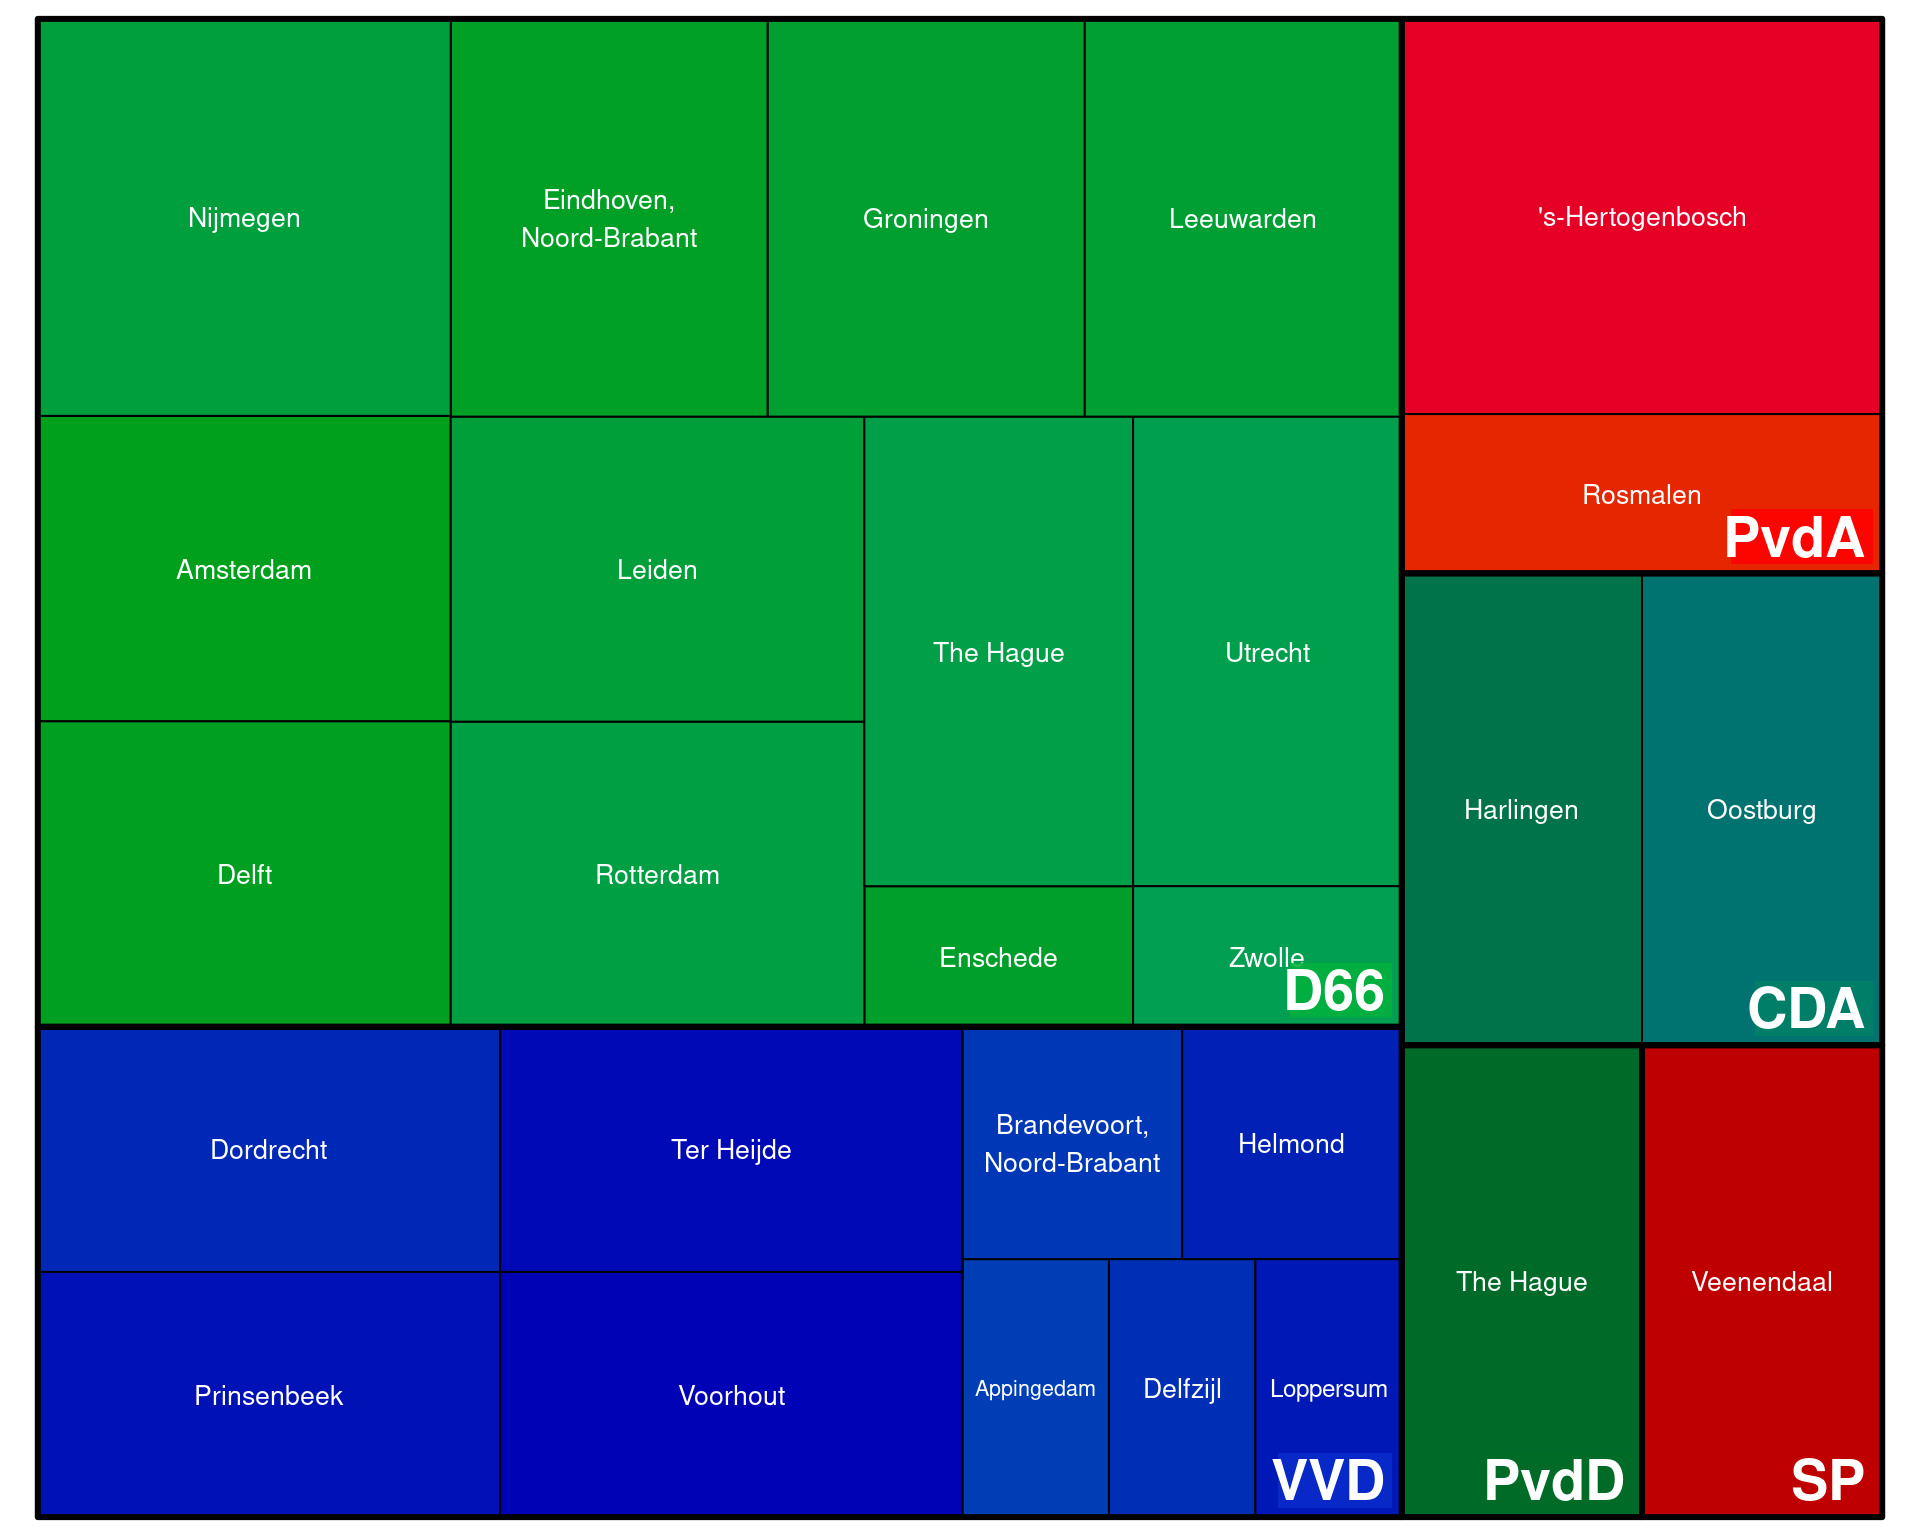 Nijmegen
Eindhoven,
Noord-Brabant
Groningen
Leeuwarden
Amsterdam
Leiden
The Hague
Utrecht
Delft
Rotterdam
Enschede
Zwolle
D66
's-Hertogenbosch
Rosmalen
PvdA
Harlingen
Oostburg
CDA
Dordrecht
Ter Heijde
Brandevoort,
Noord-Brabant
Helmond
Prinsenbeek
Voorhout
Appingedam
Delfzijl
Loppersum
VVD
The Hague
PvdD
Veenendaal
SP